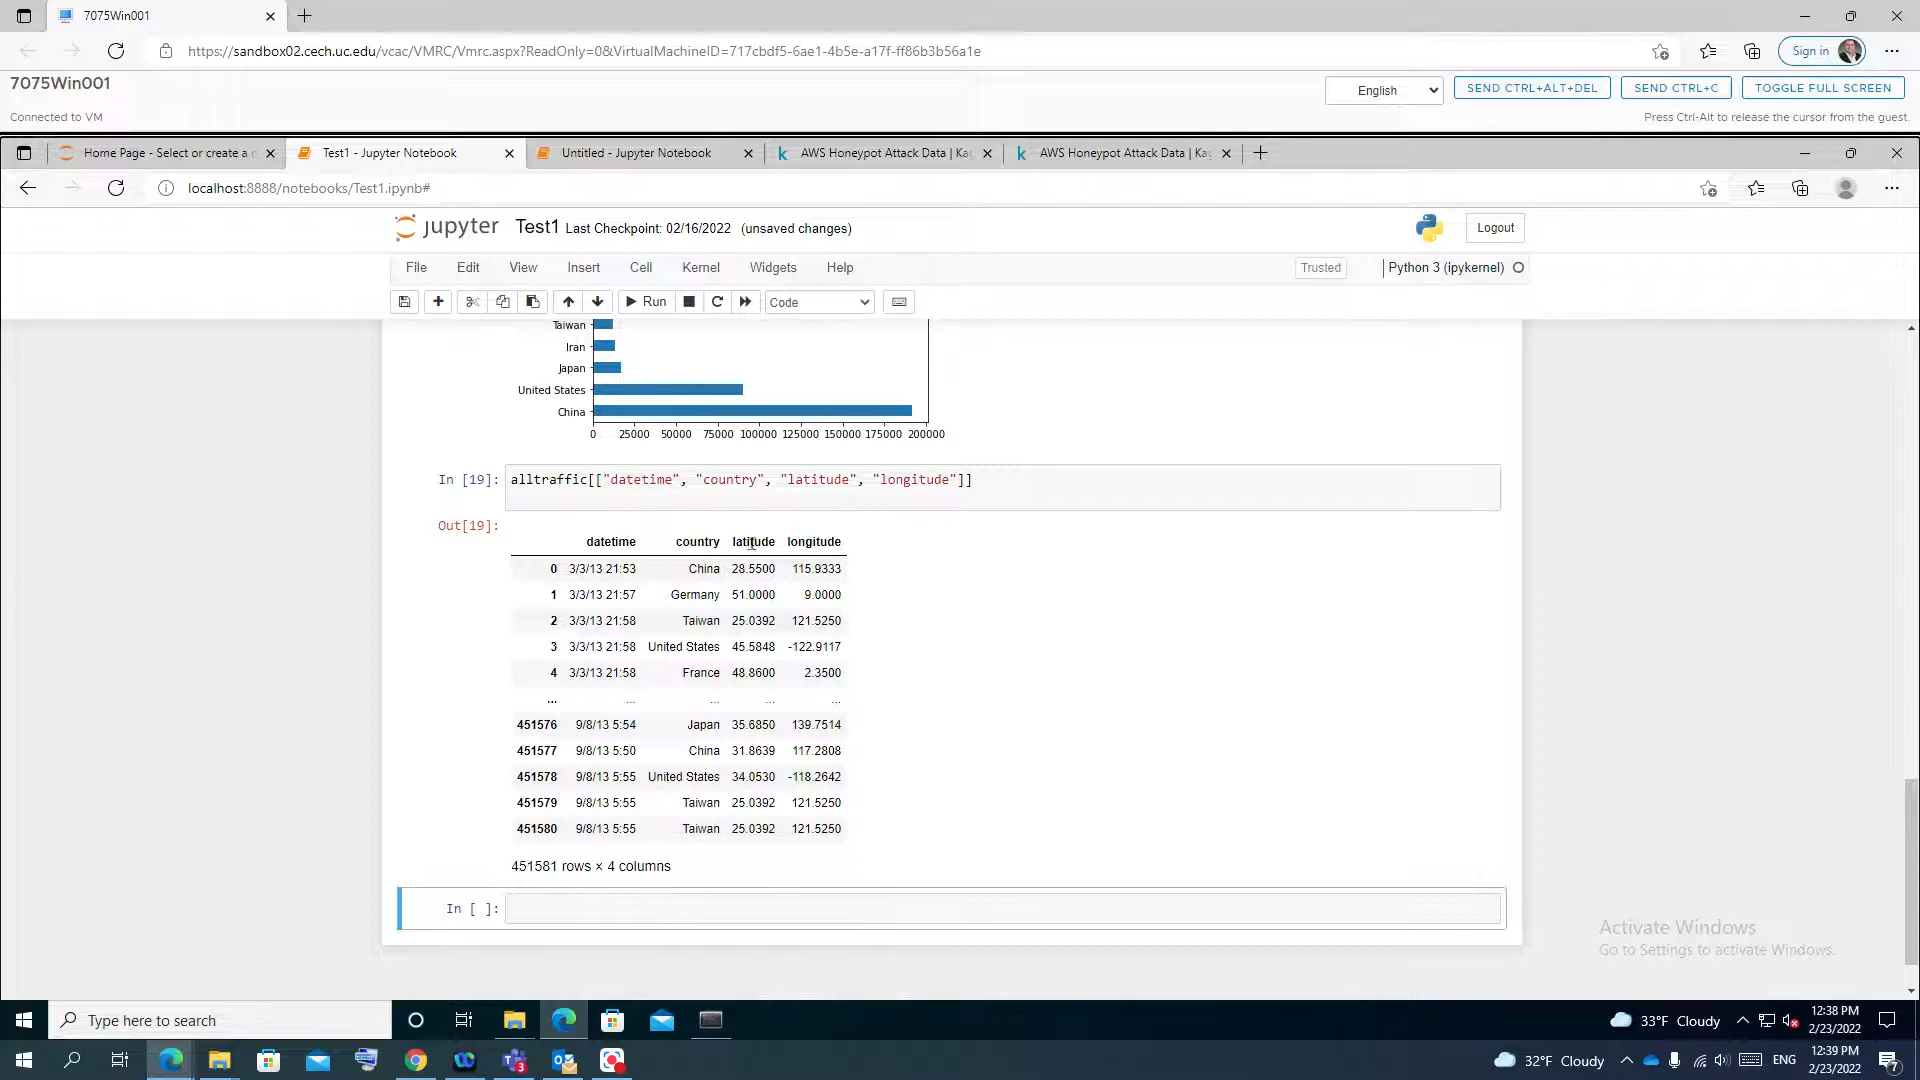 7075Win001
https://sandbox02.cech.uc.edu/vcac/VMRC/Vmrc.aspx?ReadOnly=0&VirtualMachineID=717cbdf5-6ae1-4b5e-a17f-ff86b3b56a1e
Sign in
7075Win001
English
SEND CTRL+ALT+DEL
SEND CTRL+C
TOGGLE FULL SCREEN
Connected to VM
Press Ctrl-Alt to release the cursor from the guest.
Home Page - Select or create a n
Test1 - Jupyter Notebook
Untitled - Jupyter Notebook
AWS Honeypot Attack Data | Kag
AWS Honeypot Attack Data | Kag
localhost:8888/notebooks/Test1.ipynb#
jupyter Test1 Last Checkpoint: 02/16/2022 (unsaved changes)
Logout
File Edit View Insert Cell Kernel Widgets Help
Trusted
Python 3 (ipykernel)
Run
Code
Taiwan
Iran
Japan
United States
China
0 25000 50000 75000 100000 125000 150000 175000 200000
In [19]: alltraffic[["datetime", "country", "latitude", "longitude"]]
Out[19]:
datetime country latitude longitude
0 3/3/13 21:53 China 28.5500 115.9333
1 3/3/13 21:57 Germany 51.0000 9.0000
2 3/3/13 21:58 Taiwan 25.0392 121.5250
3 3/3/13 21:58 United States 45.5848 -122.9117
4 3/3/13 21:58 France 48.8600 2.3500
... ... ... ... ...
451576 9/8/13 5:54 Japan 35.6850 139.7514
451577 9/8/13 5:50 China 31.8639 117.2808
451578 9/8/13 5:55 United States 34.0530 -118.2642
451579 9/8/13 5:55 Taiwan 25.0392 121.5250
451580 9/8/13 5:55 Taiwan 25.0392 121.5250
451581 rows × 4 columns
In [ ]:
Activate Windows
Go to Settings to activate Windows.
Type here to search
33°F Cloudy
12:38 PM
2/23/2022
32°F Cloudy
ENG
12:39 PM
2/23/2022
3
7